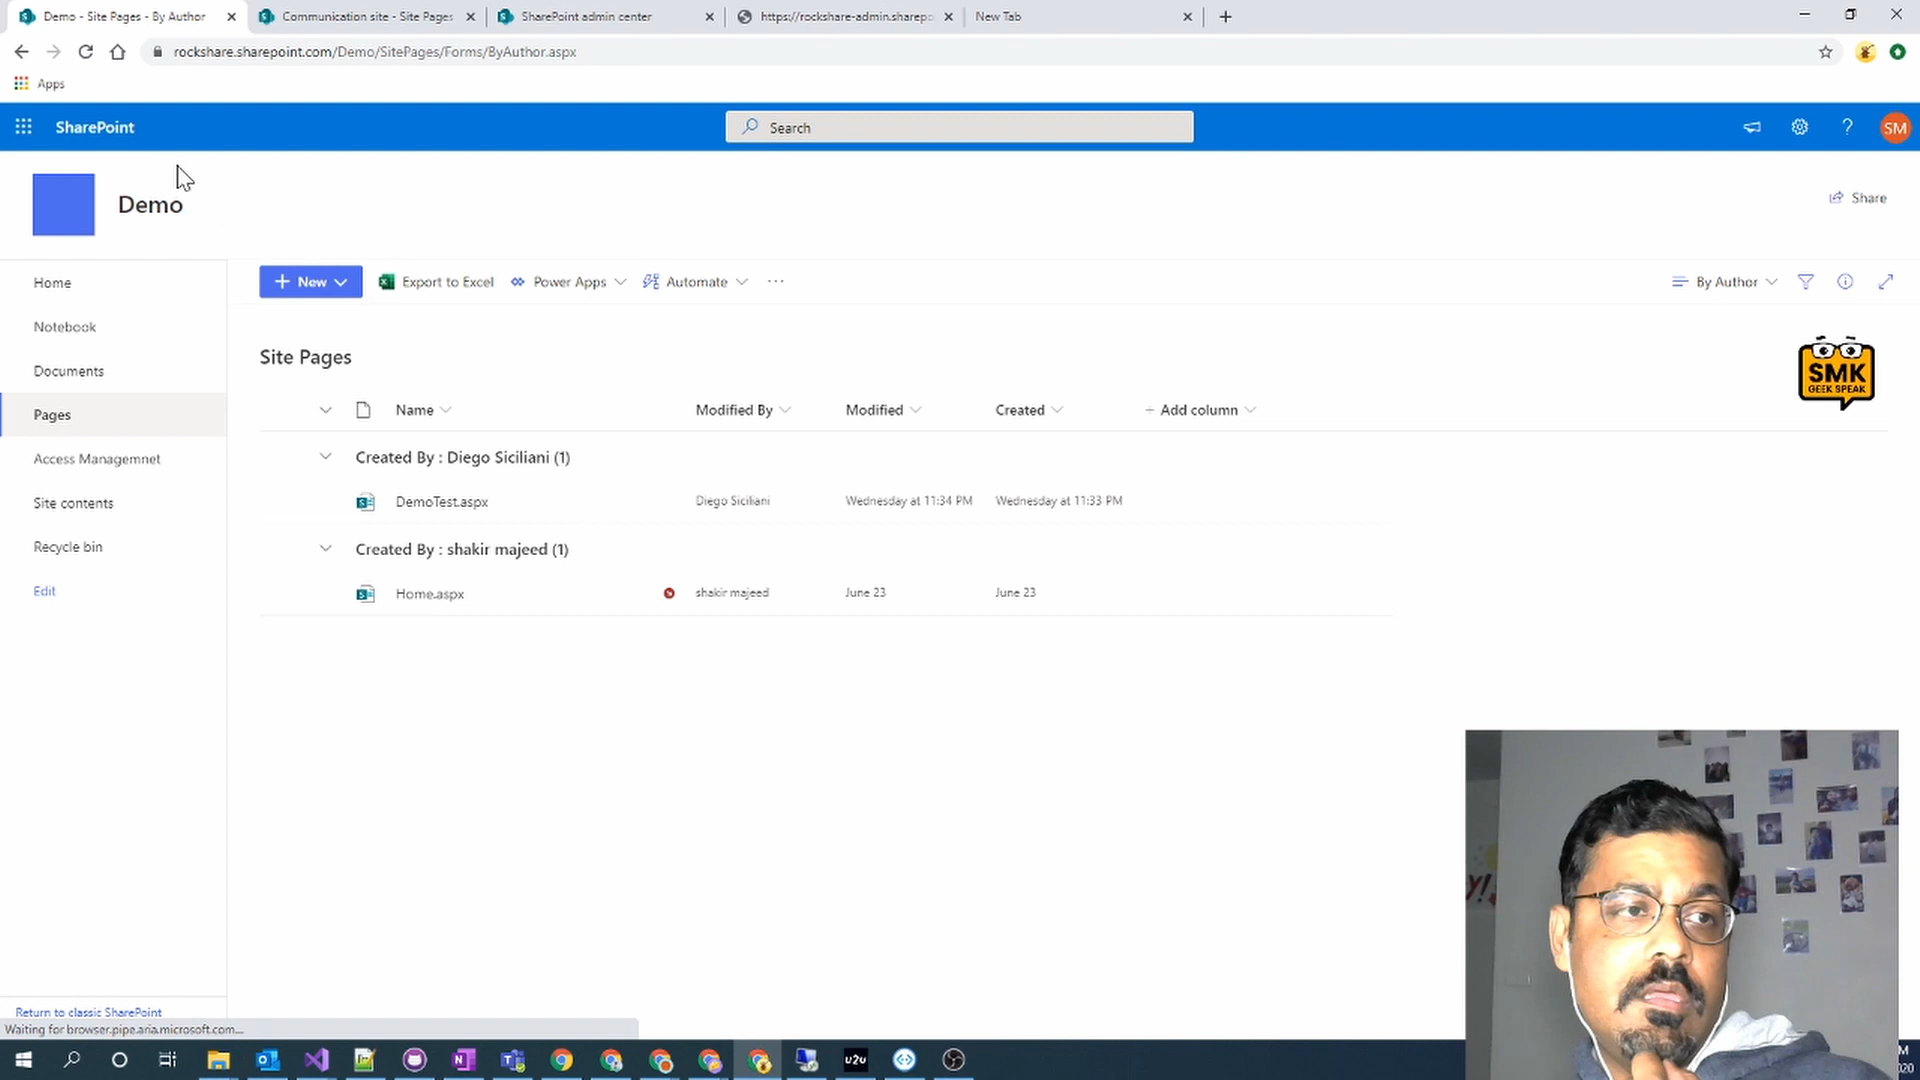 Demo - Site Pages - By Author
Communication site - Site Pages
SharePoint admin center
https://rockshare-admin.sharepo
New Tab
rockshare.sharepoint.com/Demo/SitePages/Forms/ByAuthor.aspx
Apps
SharePoint
Search
SM
Demo
Share
Home
Notebook
Documents
Pages
Access Managemnet
Site contents
Recycle bin
Edit
Return to classic SharePoint
New
Export to Excel
Power Apps
Automate
By Author
Site Pages
SMK
GEEK SPEAK
Name
Modified By
Modified
Created
+ Add column
Created By : Diego Siciliani (1)
DemoTest.aspx
Diego Siciliani
Wednesday at 11:34 PM
Wednesday at 11:33 PM
Created By : shakir majeed (1)
Home.aspx
shakir majeed
June 23
June 23
Waiting for browser.pipe.aria.microsoft.com...
u2u